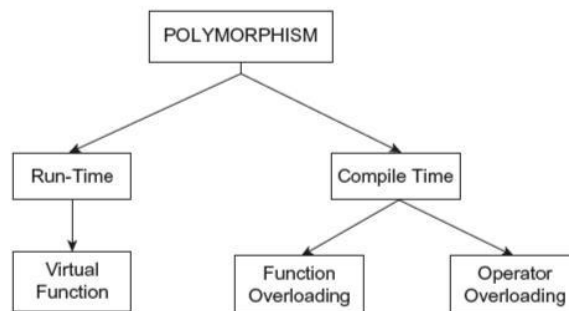 POLYMORPHISM
Run-Time
Compile Time
Virtual
Function
Function
Overloading
Operator
Overloading